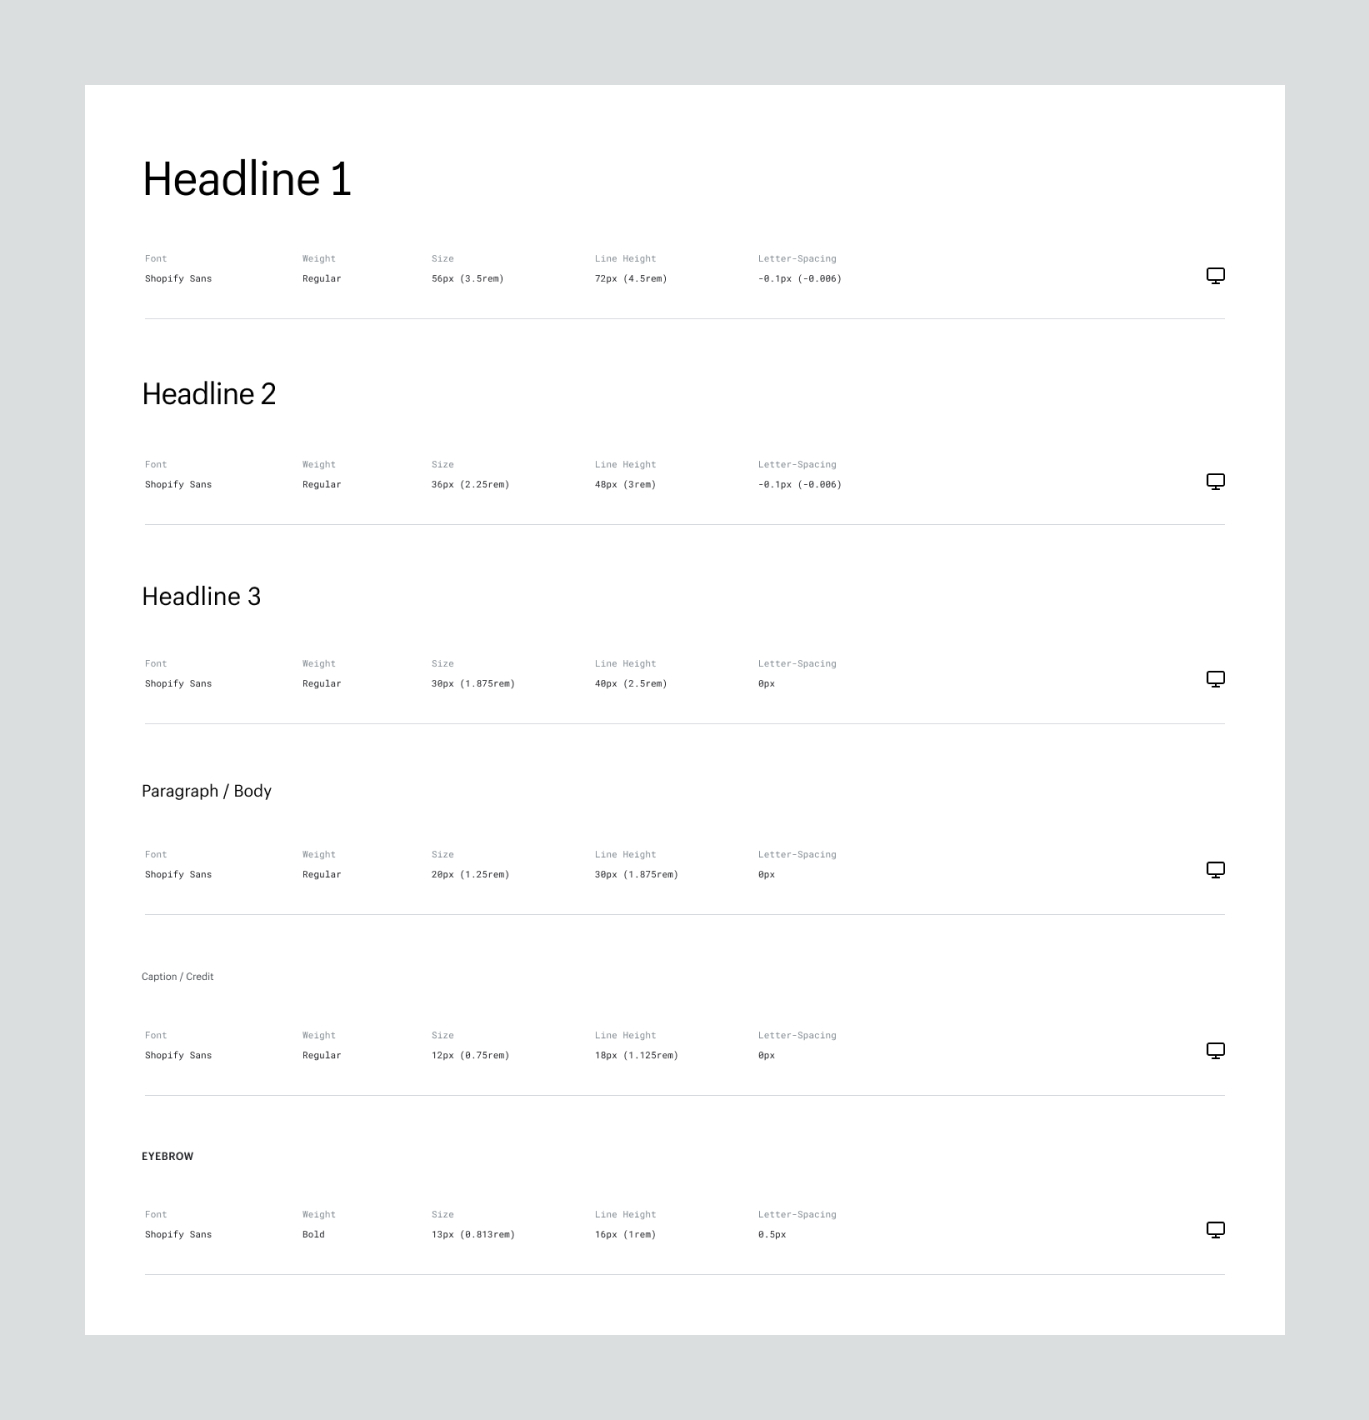 Headline 1
Font Weight Size Line Height Letter-Spacing
Shopify Sans Regular 56px (3.5rem) 72px (4.5rem) -0.1px (-0.006)
Headline 2
Font Weight Size Line Height Letter-Spacing
Shopify Sans Regular 36px (2.25rem) 48px (3rem) -0.1px (-0.006)
Headline 3
Font Weight Size Line Height Letter-Spacing
Shopify Sans Regular 30px (1.875rem) 40px (2.5rem) 0px
Paragraph / Body
Font Weight Size Line Height Letter-Spacing
Shopify Sans Regular 20px (1.25rem) 30px (1.875rem) 0px
Caption / Credit
Font Weight Size Line Height Letter-Spacing
Shopify Sans Regular 12px (0.75rem) 18px (1.125rem) 0px
EYEBROW
Font Weight Size Line Height Letter-Spacing
Shopify Sans Bold 13px (0.813rem) 16px (1rem) 0.5px